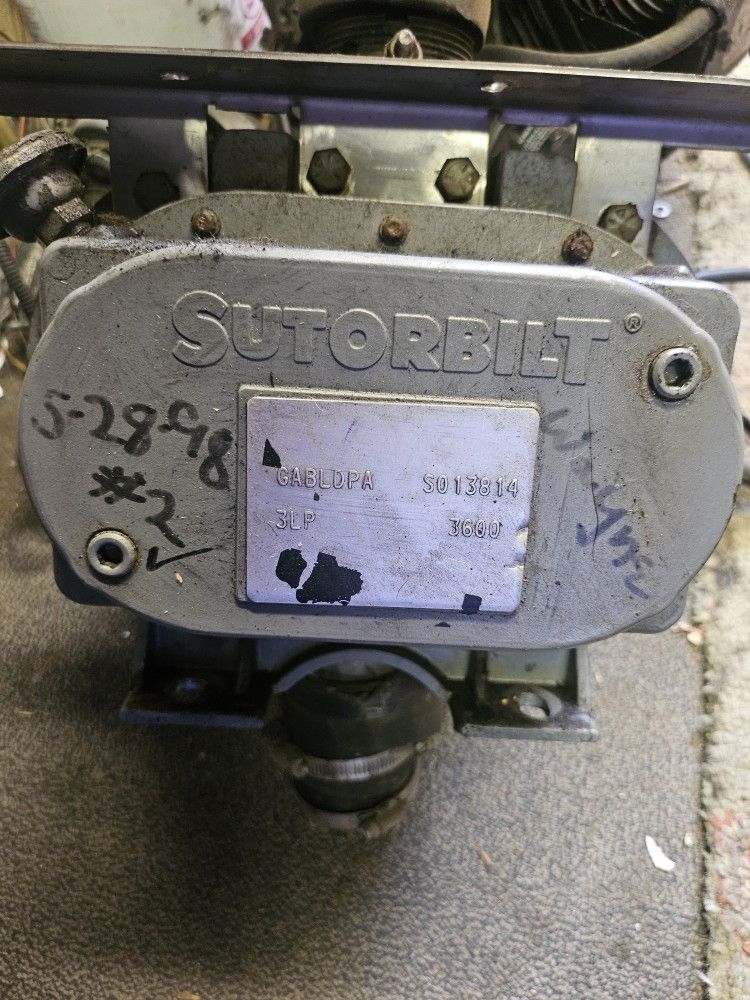 SUTORBILT®
5-28-98
#2 ✓
GABLDPA S013814
3LP 3600